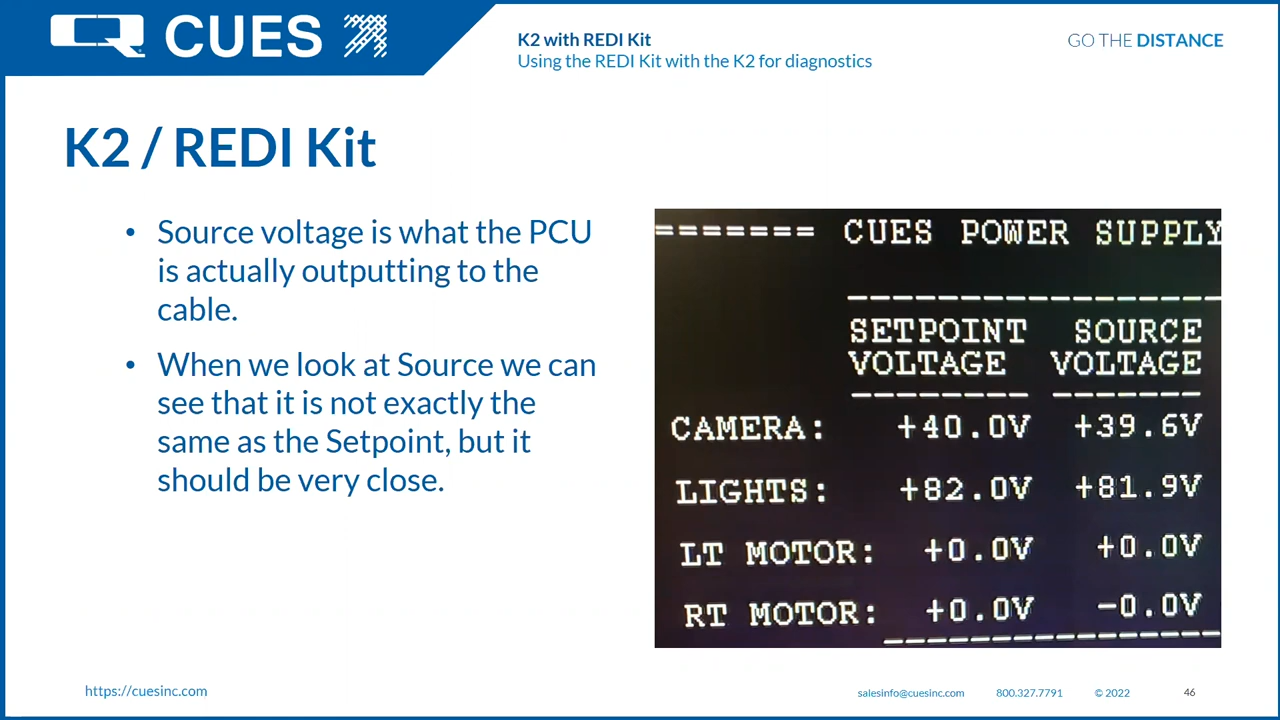 CUES
K2 with REDI Kit
Using the REDI Kit with the K2 for diagnostics
GO THE DISTANCE
K2 / REDI Kit
• Source voltage is what the PCU
is actually outputting to the
cable.
• When we look at Source we can
see that it is not exactly the
same as the Setpoint, but it
should be very close.
======= CUES POWER SUPPLY
SETPOINT SOURCE
VOLTAGE VOLTAGE
CAMERA: +40.0V +39.6V
LIGHTS: +82.0V +81.9V
LT MOTOR: +0.0V +0.0V
RT MOTOR: +0.0V -0.0V
https://cuesinc.com
salesinfo@cuesinc.com 800.327.7791 © 2022 46